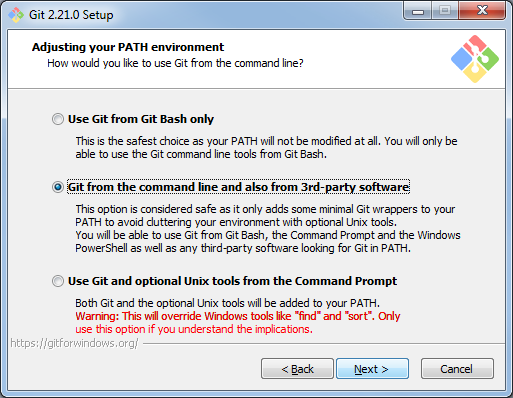 Git 2.21.0 Setup
Adjusting your PATH environment
How would you like to use Git from the command line?
Use Git from Git Bash only
This is the safest choice as your PATH will not be modified at all. You will only be
able to use the Git command line tools from Git Bash.
Git from the command line and also from 3rd-party software
This option is considered safe as it only adds some minimal Git wrappers to your
PATH to avoid cluttering your environment with optional Unix tools.
You will be able to use Git from Git Bash, the Command Prompt and the Windows
PowerShell as well as any third-party software looking for Git in PATH.
Use Git and optional Unix tools from the Command Prompt
Both Git and the optional Unix tools will be added to your PATH.
Warning: This will override Windows tools like "find" and "sort". Only
use this option if you understand the implications.
https://gitforwindows.org/
< Back
Next >
Cancel